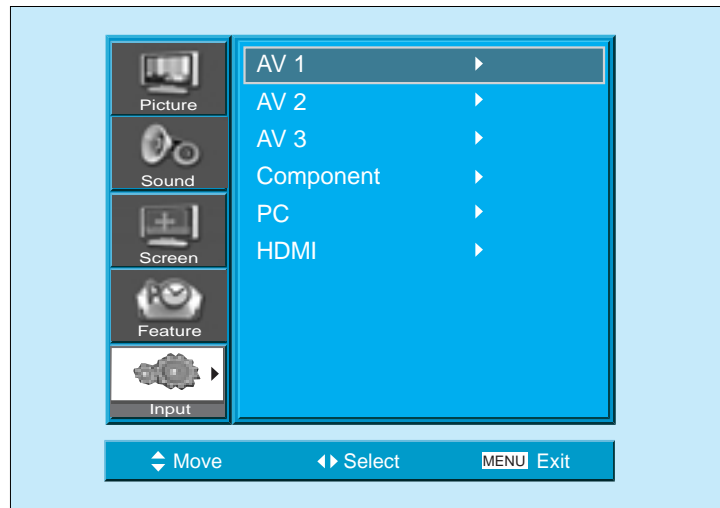 Picture
Sound
Screen
Feature
Input
AV 1
AV 2
AV 3
Component
PC
HDMI
Move Select MENU Exit